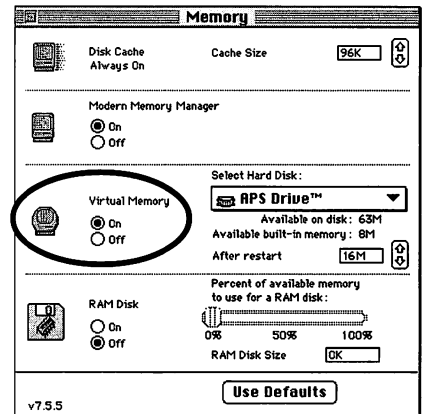 Memory
Disk Cache
Always On
Cache Size
96K
Modern Memory Manager
On
Off
Select Hard Disk:
APS Drive™
Virtual Memory
On
Off
Available on disk: 63M
Available built-in memory: 8M
After restart
16M
Percent of available memory
to use for a RAM disk:
RAM Disk
On
Off
0% 50% 100%
RAM Disk Size
0K
Use Defaults
v7.5.5